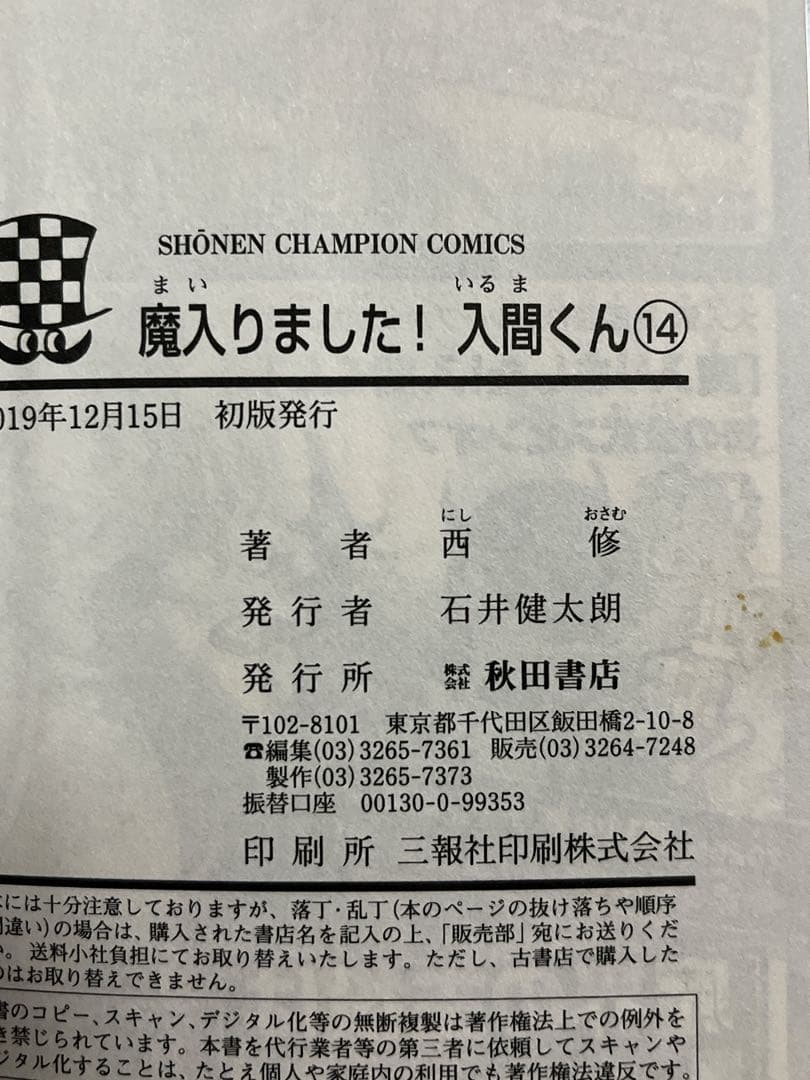 SHŌNEN CHAMPION COMICS
まい いるま
魔入りました! 入間くん⑭
019年12月15日 初版発行
にし おさむ
著者 西修
発行者 石井健太朗
発行所 株式会社 秋田書店
〒102-8101 東京都千代田区飯田橋2-10-8
☎編集(03)3265-7361 販売(03)3264-7248
製作(03)3265-7373
振替口座 00130-0-99353
印刷所 三報社印刷株式会社
には十分注意しておりますが、落丁・乱丁(本のページの抜け落ちや順序
違い)の場合は、購入された書店名を記入の上、「販売部」宛にお送りくだ
い。送料小社負担にてお取り替えいたします。ただし、古書店で購入した
のはお取り替えできません。
書のコピー、スキャン、デジタル化等の無断複製は著作権法上での例外を
き禁じられています。本書を代行業者等の第三者に依頼してスキャンや
ジタル化することは、たとえ個人や家庭内の利用でも著作権法違反です。